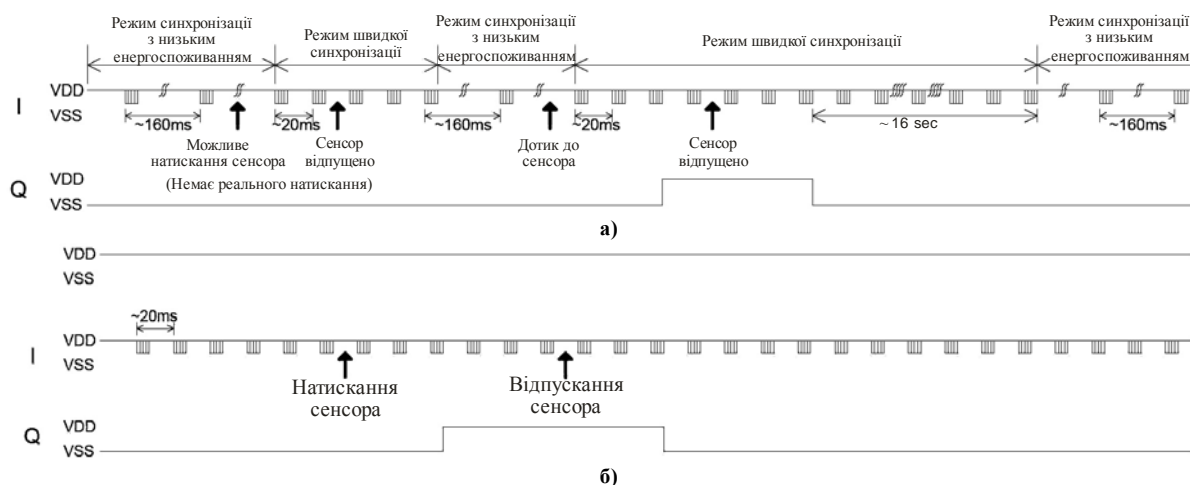 Режим синхронізації
з низьким
енергоспоживанням
Режим швидкої
синхронізації
Режим синхронізації
з низьким
енергоспоживанням
Режим швидкої синхронізації
Режим синхронізації
з низьким
енергоспоживанням
I
VDD
VSS
~160ms
~20ms
~160ms
~20ms
~ 16 sec
~160ms
Можливе
натискання сенсора
(Немає реального натискання)
Сенсор
відпущено
Дотик до
сенсора
Сенсор
відпущено
Q
VDD
VSS
а)
VDD
VSS
~20ms
I
VDD
VSS
Натискання
сенсора
Відпускання
сенсора
Q
VDD
VSS
б)